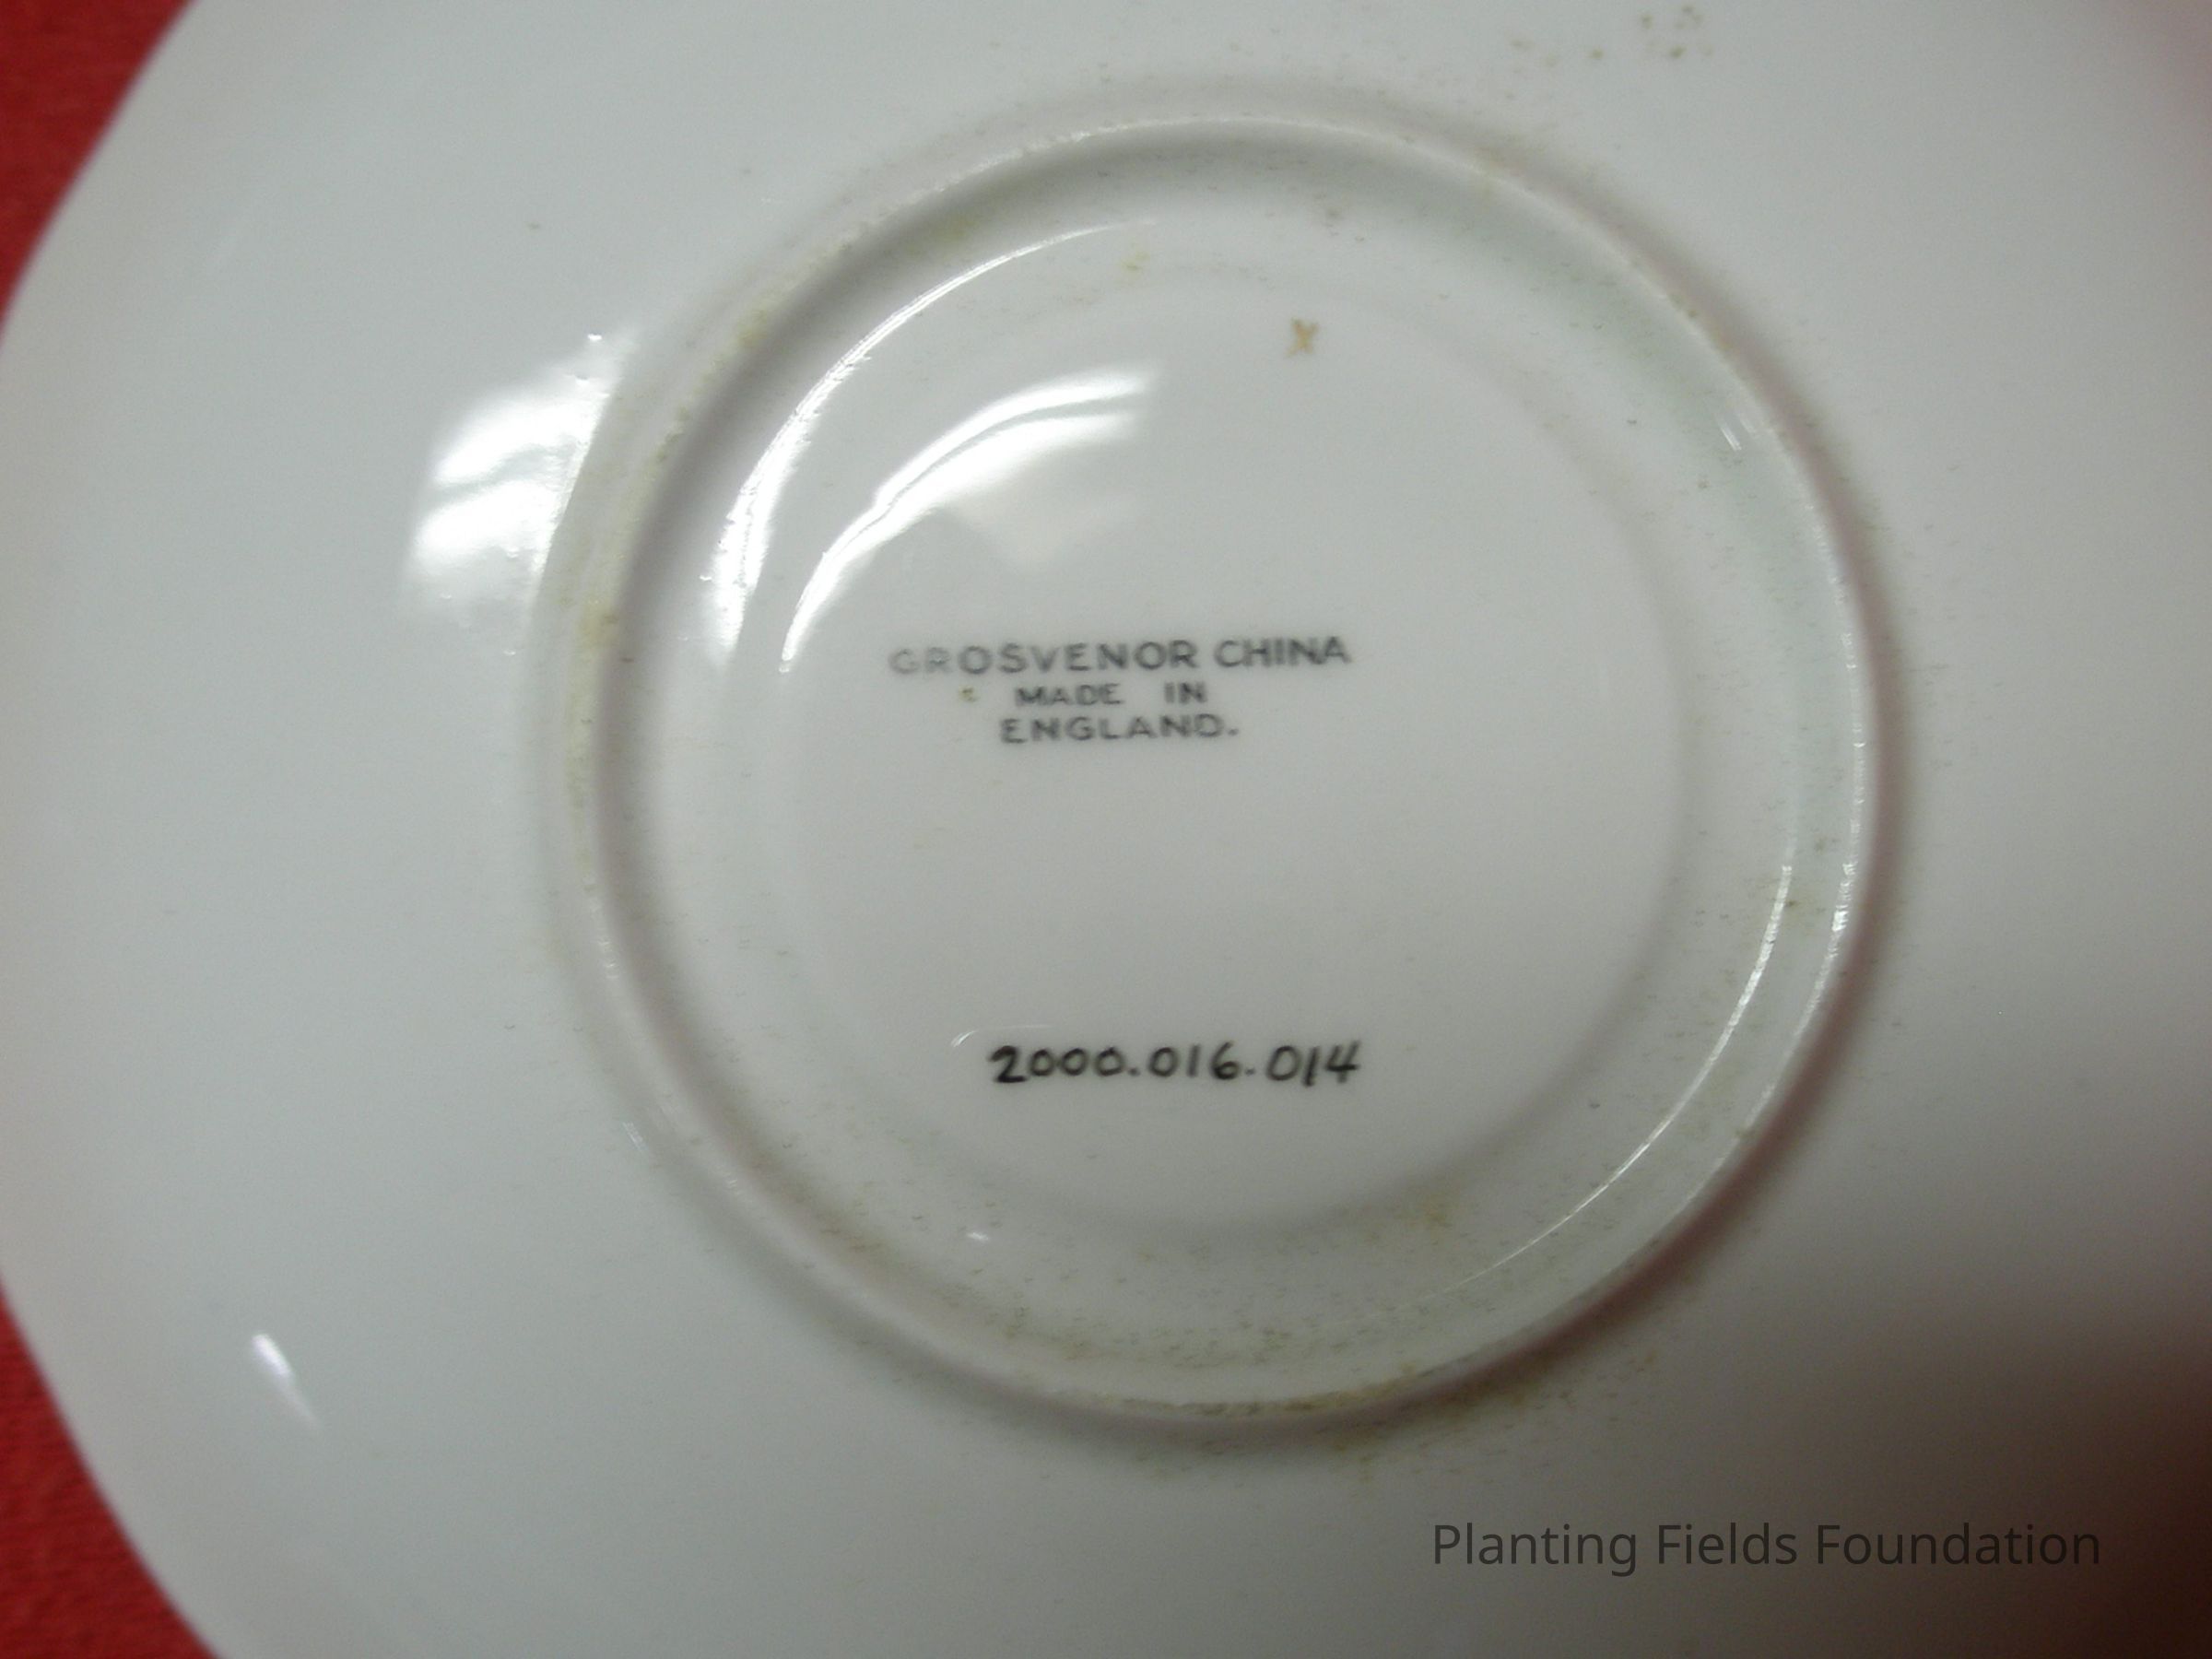 x
GROSVENOR CHINA
MADE IN
ENGLAND.
2000.016.014
Planting Fields Foundation